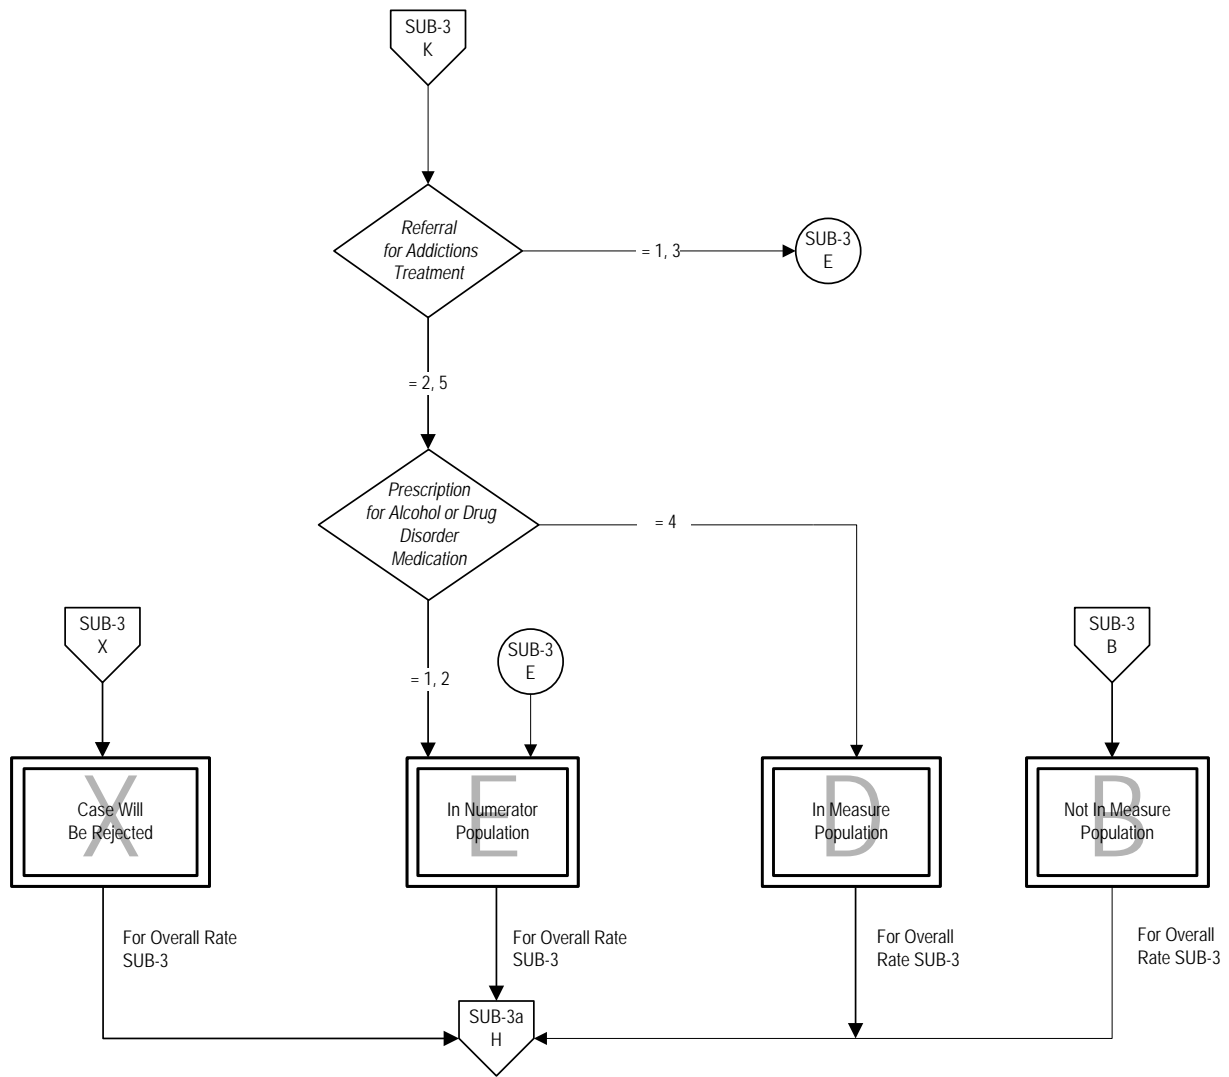 SUB-3
K
Referral
for Addictions
Treatment
= 1, 3
SUB-3
E
= 2, 5
Prescription
for Alcohol or Drug
Disorder
Medication
= 4
SUB-3
X
= 1, 2
SUB-3
E
SUB-3
B
X
Case Will
Be Rejected
E
In Numerator
Population
D
In Measure
Population
B
Not In Measure
Population
For Overall Rate
SUB-3
For Overall Rate
SUB-3
For Overall
Rate SUB-3
For Overall
Rate SUB-3
SUB-3a
H